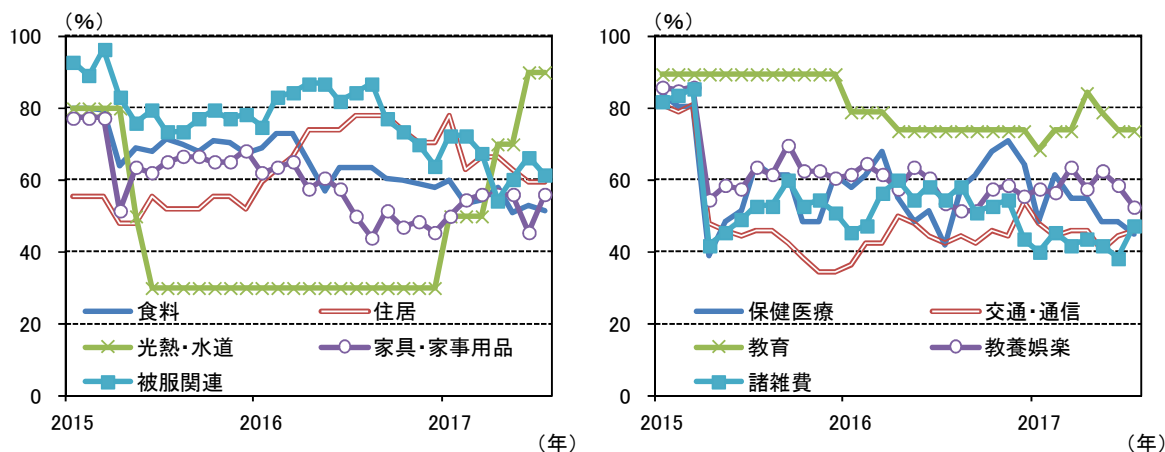 (%)
100
80
60
40
20
0
食料
住居
光熱・水道
家具・家事用品
被服関連
2015
2016
2017
(年)
(%)
100
80
60
40
20
0
保健医療
交通・通信
教育
教養娯楽
諸雑費
2015
2016
2017
(年)